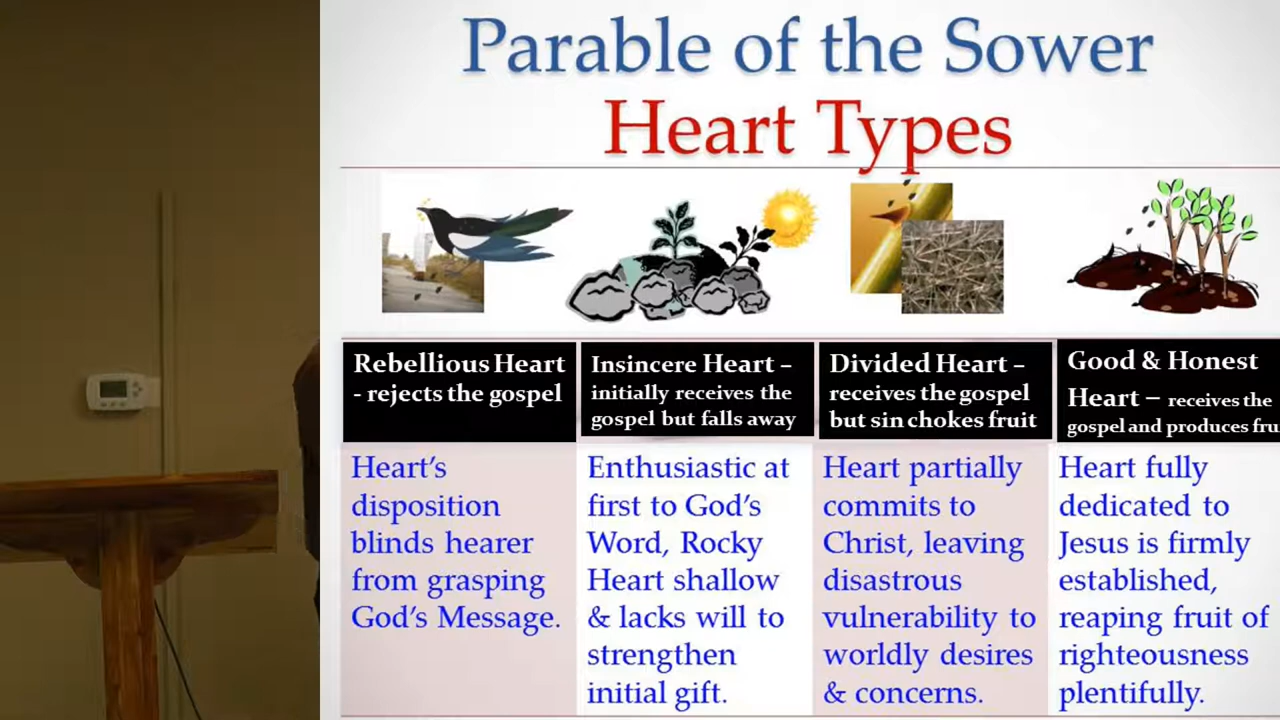 Parable of the Sower
Heart Types
Rebellious Heart
- rejects the gospel
Insincere Heart –
initially receives the
gospel but falls away
Divided Heart –
receives the gospel
but sin chokes fruit
Good & Honest
Heart – receives the
gospel and produces fru
Heart's
disposition
blinds hearer
from grasping
God's Message.
Enthusiastic at
first to God's
Word, Rocky
Heart shallow
& lacks will to
strengthen
initial gift.
Heart partially
commits to
Christ, leaving
disastrous
vulnerability to
worldly desires
& concerns.
Heart fully
dedicated to
Jesus is firmly
established,
reaping fruit of
righteousness
plentifully.